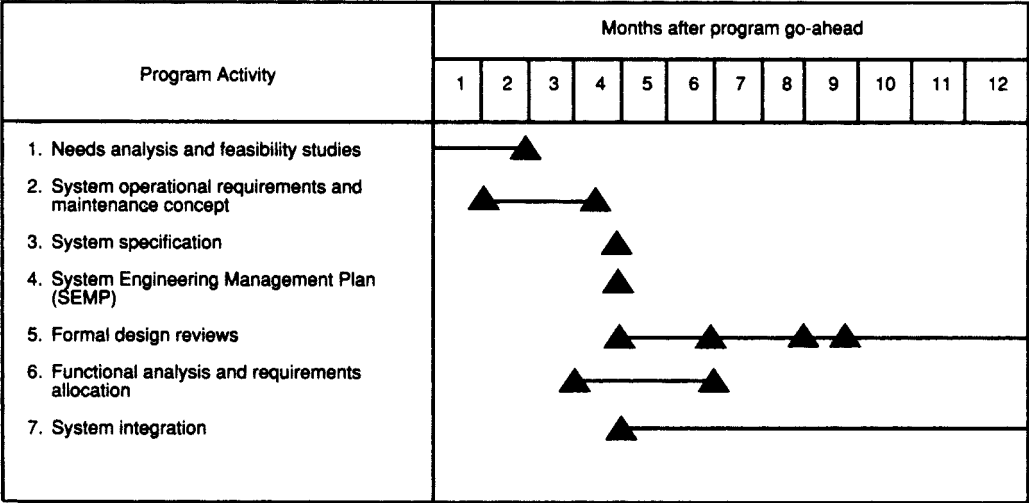 Months after program go-ahead
Program Activity
1 2 3 4 5 6 7 8 9 10 11 12
1. Needs analysis and feasibility studies
2. System operational requirements and
maintenance concept
3. System specification
4. System Engineering Management Plan
(SEMP)
5. Formal design reviews
6. Functional analysis and requirements
allocation
7. System integration